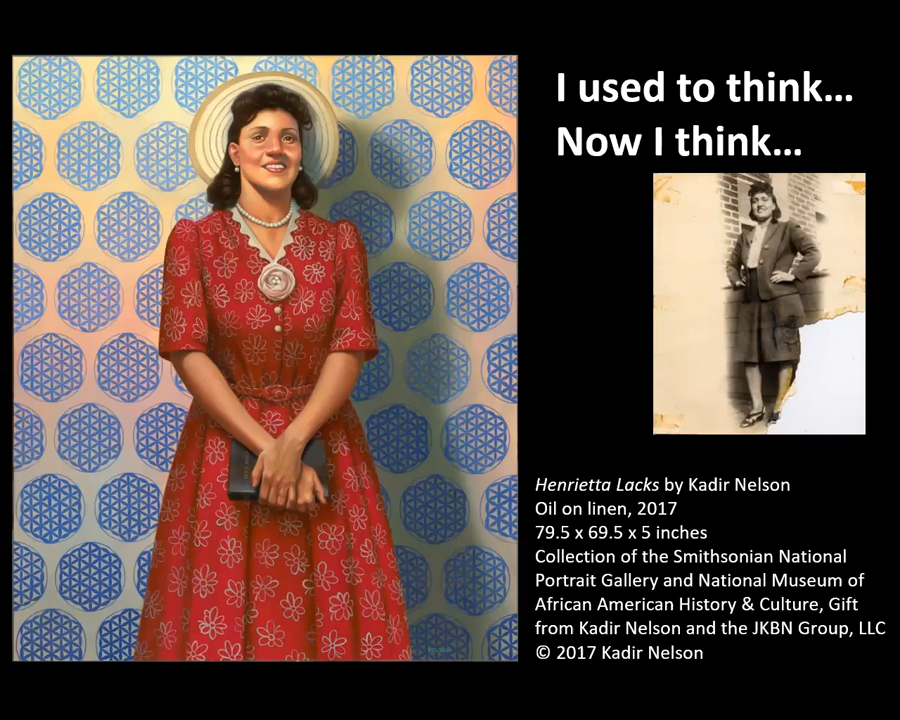 I used to think…
Now I think…
Henrietta Lacks by Kadir Nelson
Oil on linen, 2017
79.5 x 69.5 x 5 inches
Collection of the Smithsonian National
Portrait Gallery and National Museum of
African American History & Culture, Gift
from Kadir Nelson and the JKBN Group, LLC
© 2017 Kadir Nelson